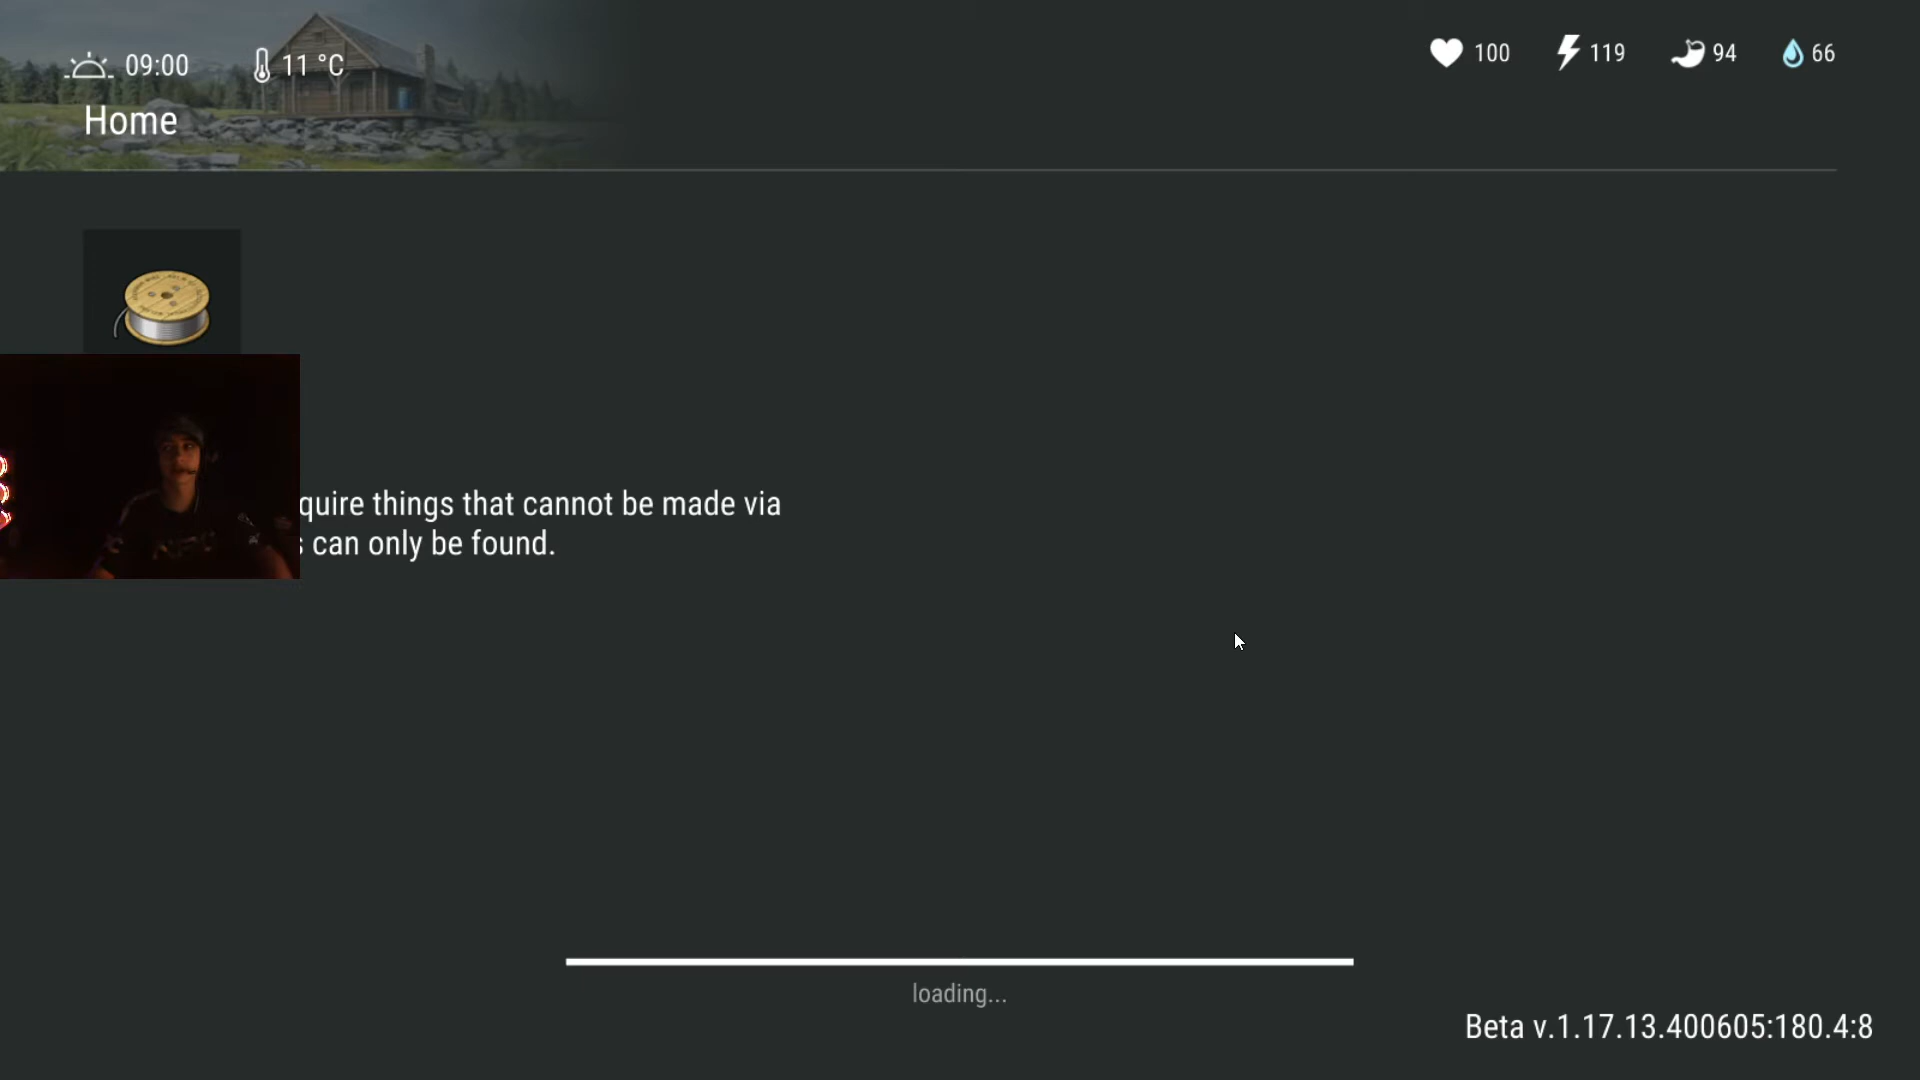 09:00
11 °C
100
119
94
66
Home
quire things that cannot be made via
can only be found.
loading...
Beta v.1.17.13.400605:180.4:8